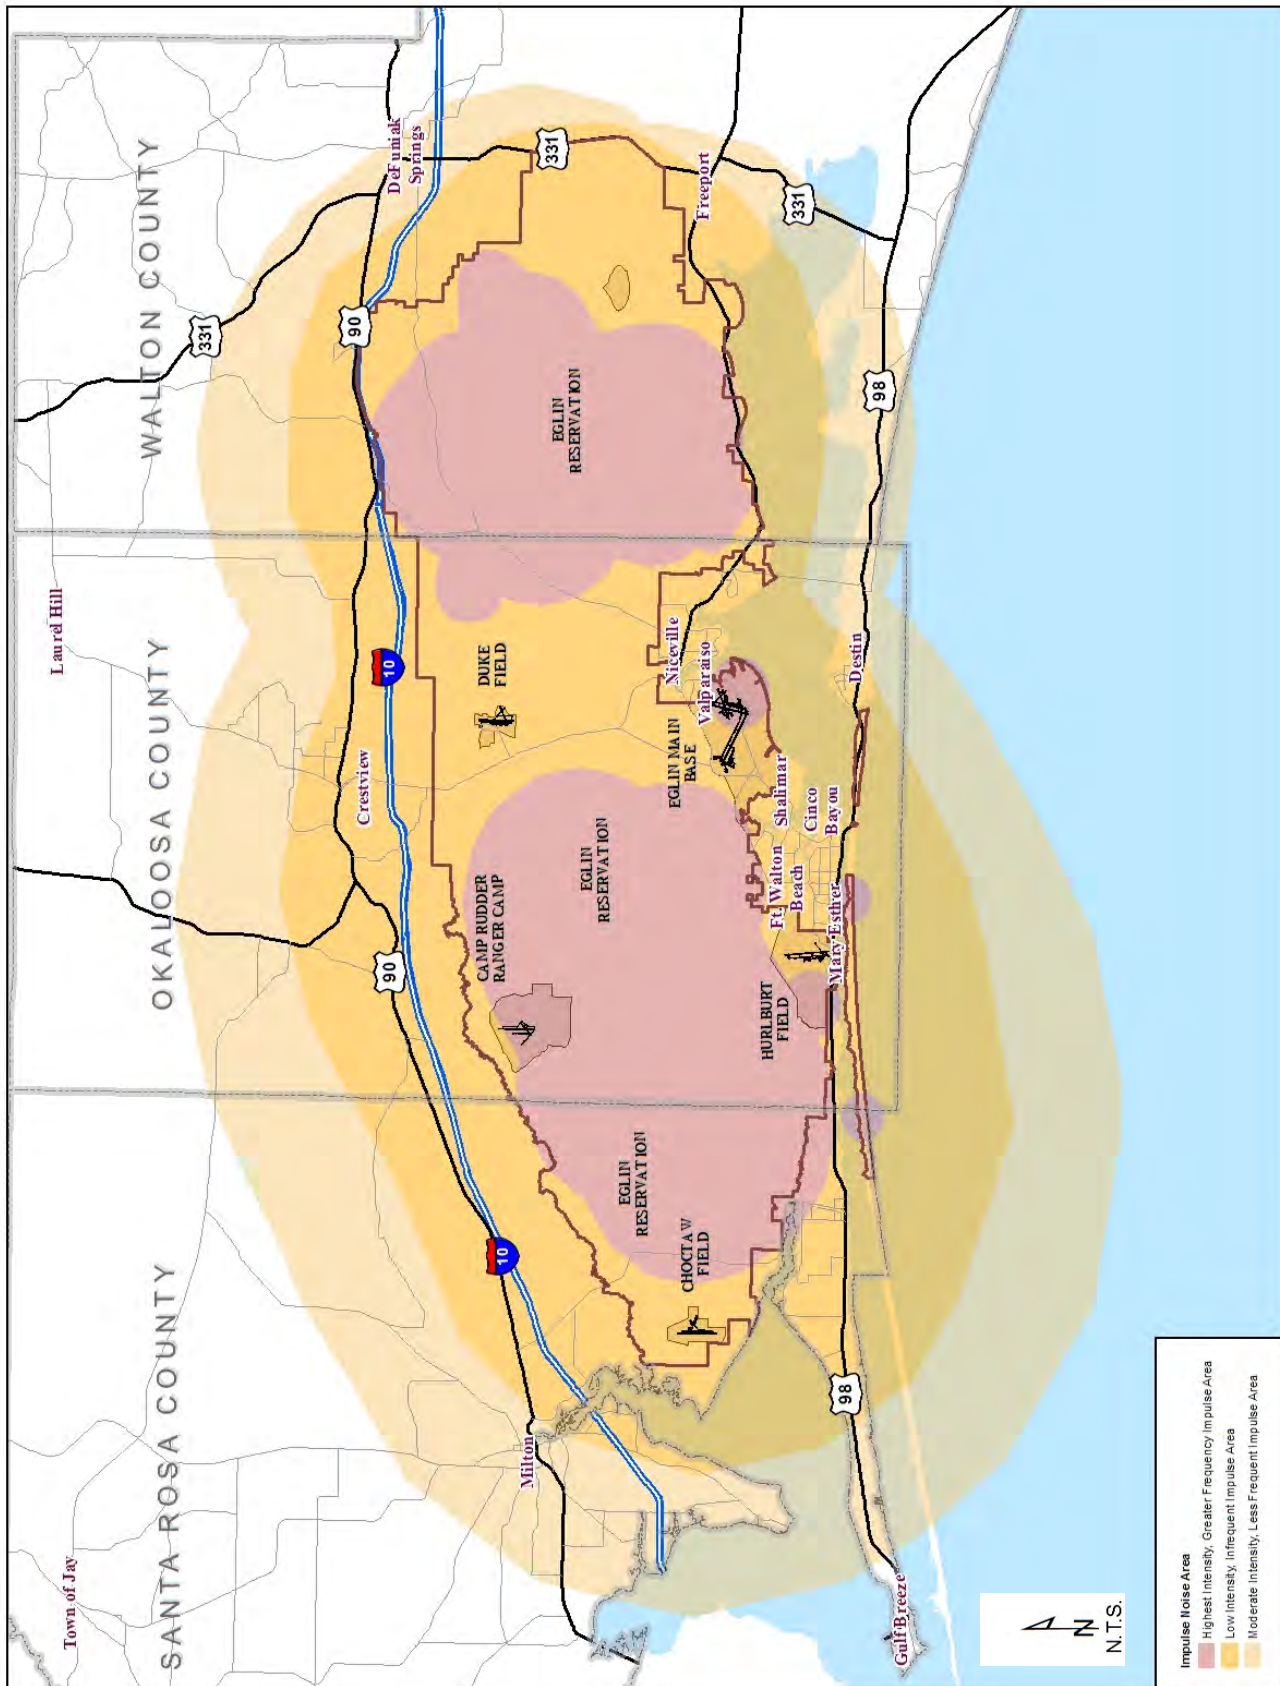 Town of Jay
SANTA ROSA COUNTY
Laurel Hill
OKALOOSA COUNTY
WALTON COUNTY
331
90
DeFuniak
Springs
331
Crestview
10
90
10
Milton
DUKE
FIELD
CAMP RUDDER
RANGER CAMP
EGLIN
RESERVATION
EGLIN
RESERVATION
EGLIN
RESERVATION
CHOCTAW
FIELD
Niceville
Valparaiso
EGLIN MAIN
BASE
Freeport
331
Shalimar
Cinco
Bayou
Ft. Walton
Beach
Mary Esther
HURLBURT
FIELD
Destin
98
98
Gulf Breeze
N
N.T.S.
Impulse Noise Area
Highest Intensity, Greater Frequency Impulse Area
Low Intensity, Infrequent Impulse Area
Moderate Intensity, Less Frequent Impulse Area